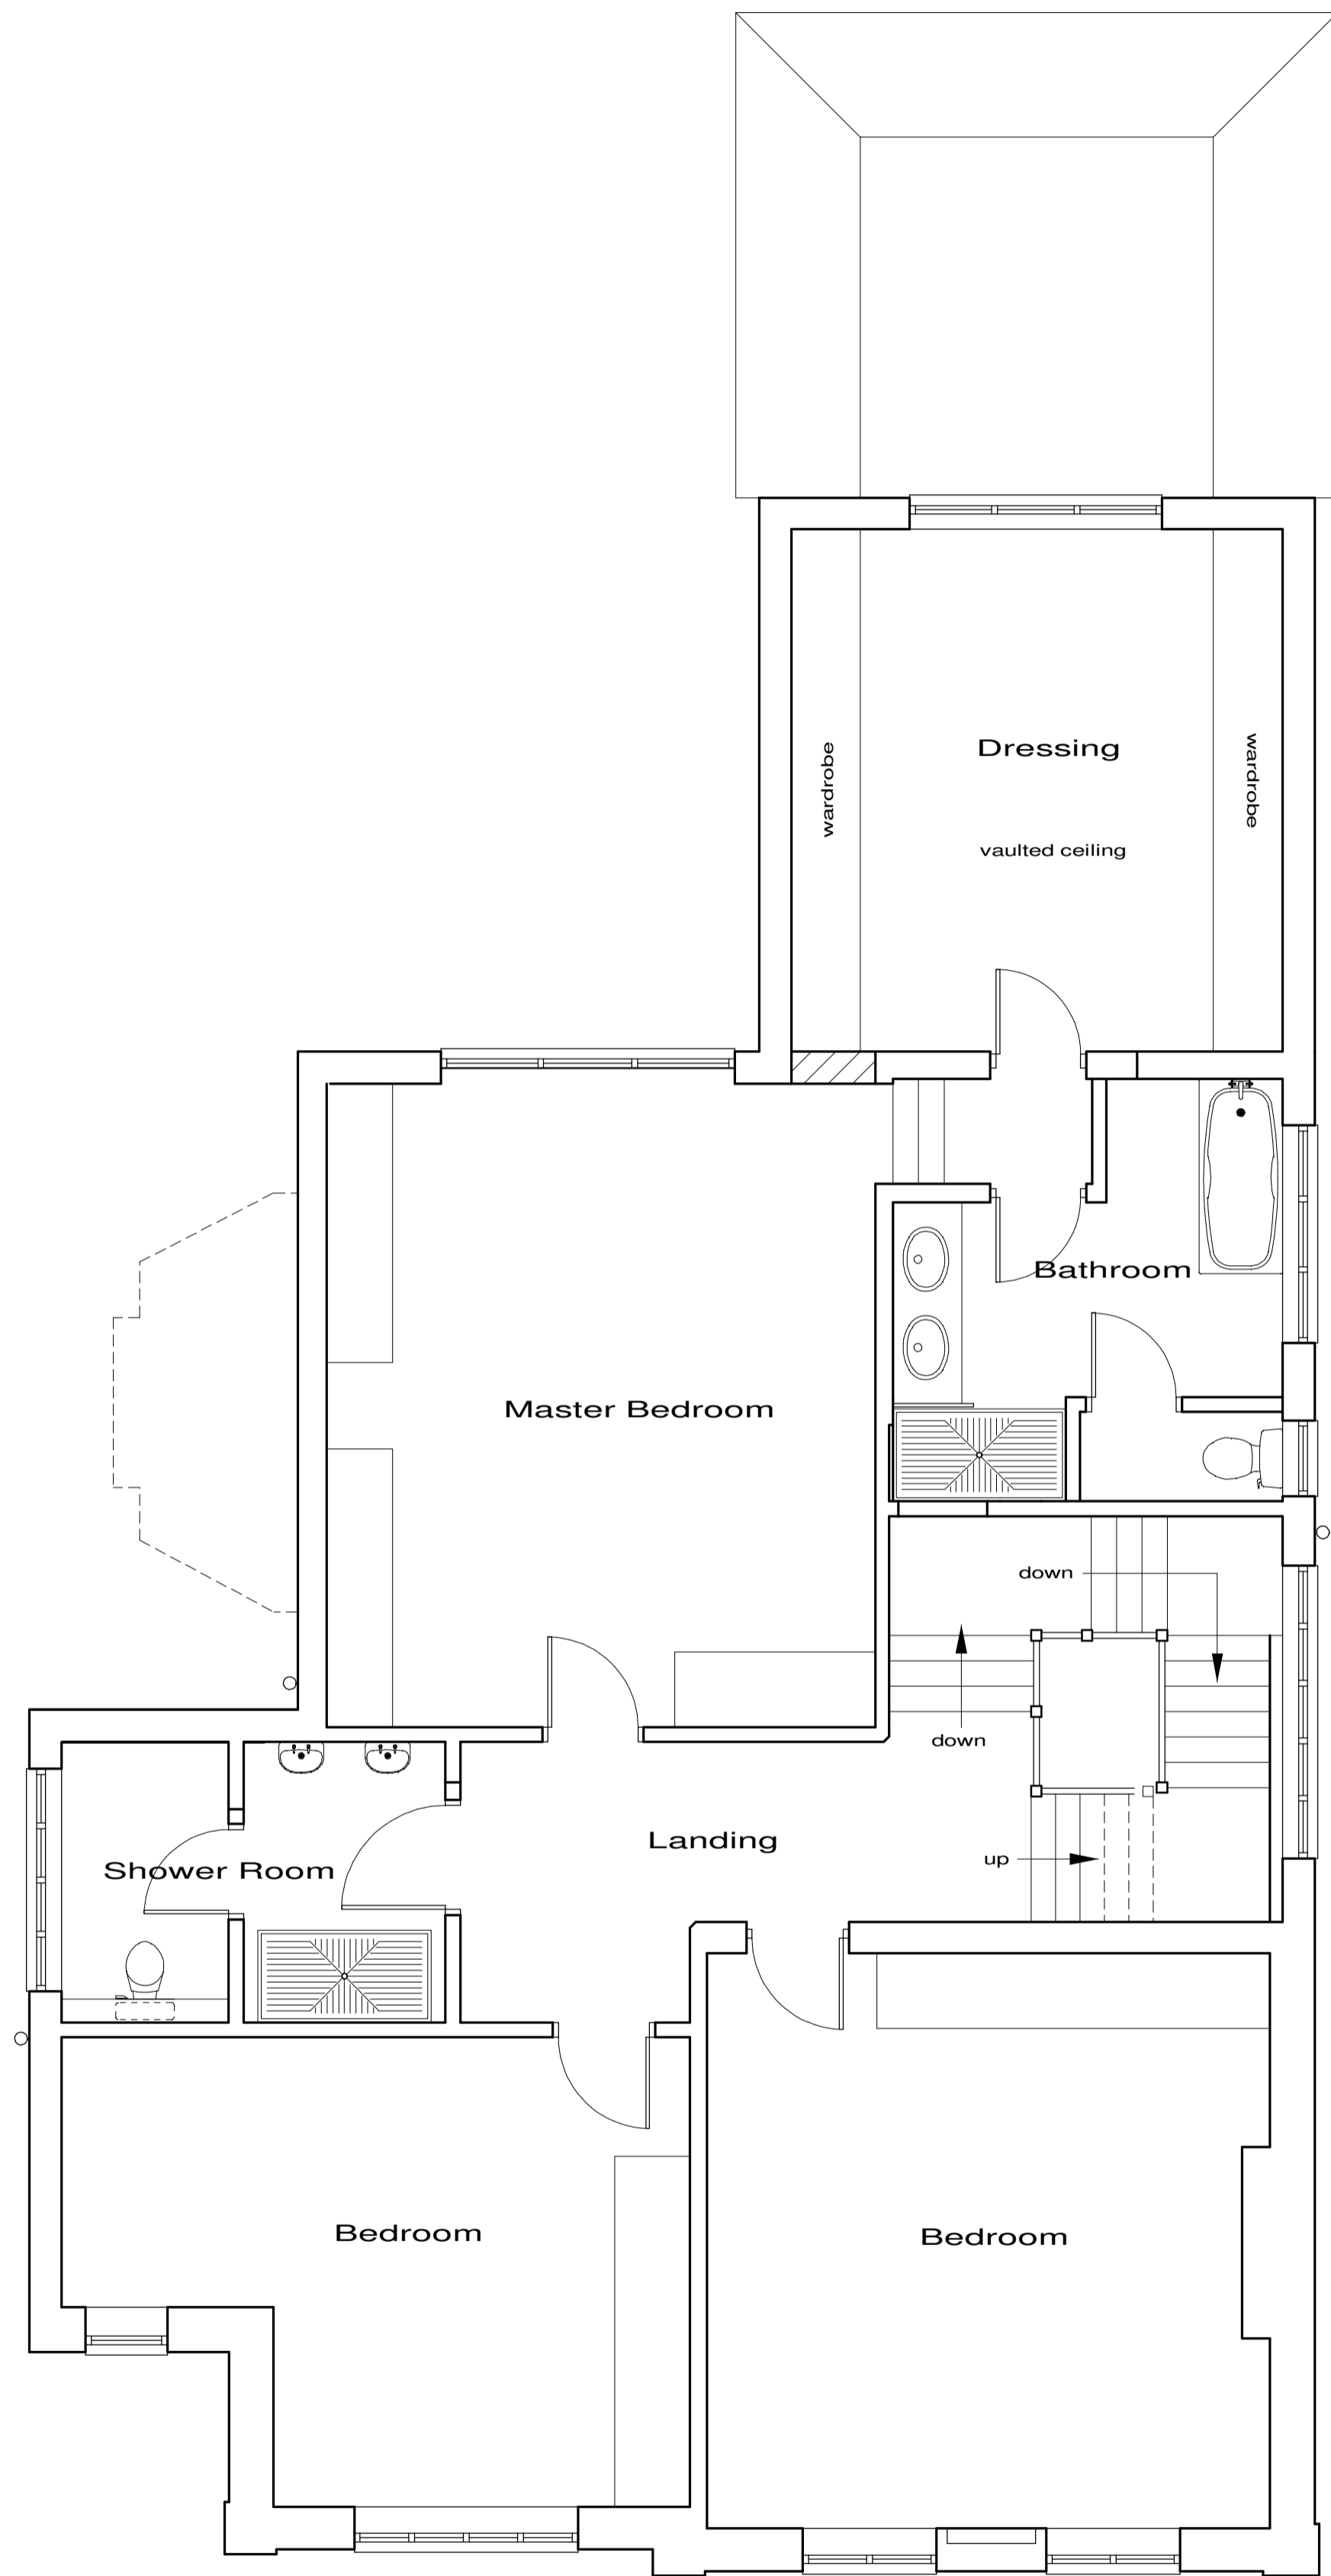 wardrobe
Dressing
wardrobe
vaulted ceiling
Bathroom
Master Bedroom
down
down
Landing
up
Shower Room
Bedroom
Bedroom